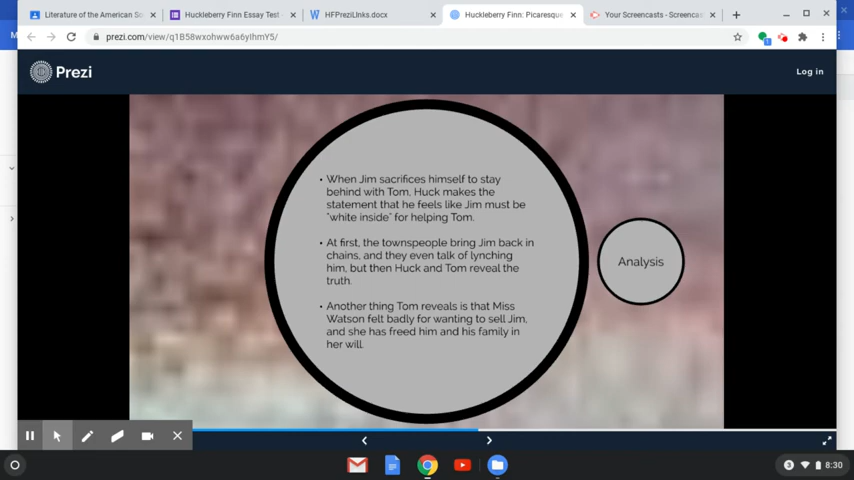 Literature of the American So
Huckleberry Finn Essay Test -
HFPreziLInks.docx
Huckleberry Finn: Picaresque
Your Screencasts - Screencas
prezi.com/view/q1B58wxohww6a6yIhmY5/
Prezi
Log in
• When Jim sacrifices himself to stay
behind with Tom, Huck makes the
statement that he feels like Jim must be
"white inside" for helping Tom.
• At first, the townspeople bring Jim back in
chains, and they even talk of lynching
him, but then Huck and Tom reveal the
truth.
• Another thing Tom reveals is that Miss
Watson felt badly for wanting to sell Jim,
and she has freed him and his family in
her will.
Analysis
3
8:30